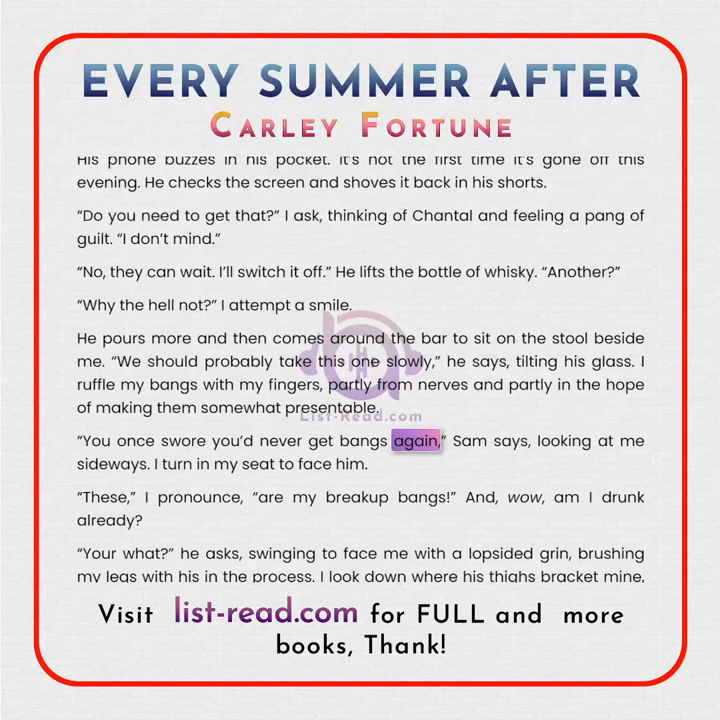 EVERY SUMMER AFTER
CARLEY FORTUNE
His phone buzzes in his pocket. It's not the first time it's gone off this
evening. He checks the screen and shoves it back in his shorts.
“Do you need to get that?” I ask, thinking of Chantal and feeling a pang of
guilt. “I don’t mind.”
“No, they can wait. I’ll switch it off.” He lifts the bottle of whisky. “Another?”
“Why the hell not?” I attempt a smile.
He pours more and then comes around the bar to sit on the stool beside
me. “We should probably take this one slowly,” he says, tilting his glass. I
ruffle my bangs with my fingers, partly from nerves and partly in the hope
of making them somewhat presentable.
List-Read.com
“You once swore you’d never get bangs again,” Sam says, looking at me
sideways. I turn in my seat to face him.
“These,” I pronounce, “are my breakup bangs!” And, wow, am I drunk
already?
“Your what?” he asks, swinging to face me with a lopsided grin, brushing
my legs with his in the process. I look down where his thighs bracket mine,
Visit list-read.com for FULL and more
books, Thank!